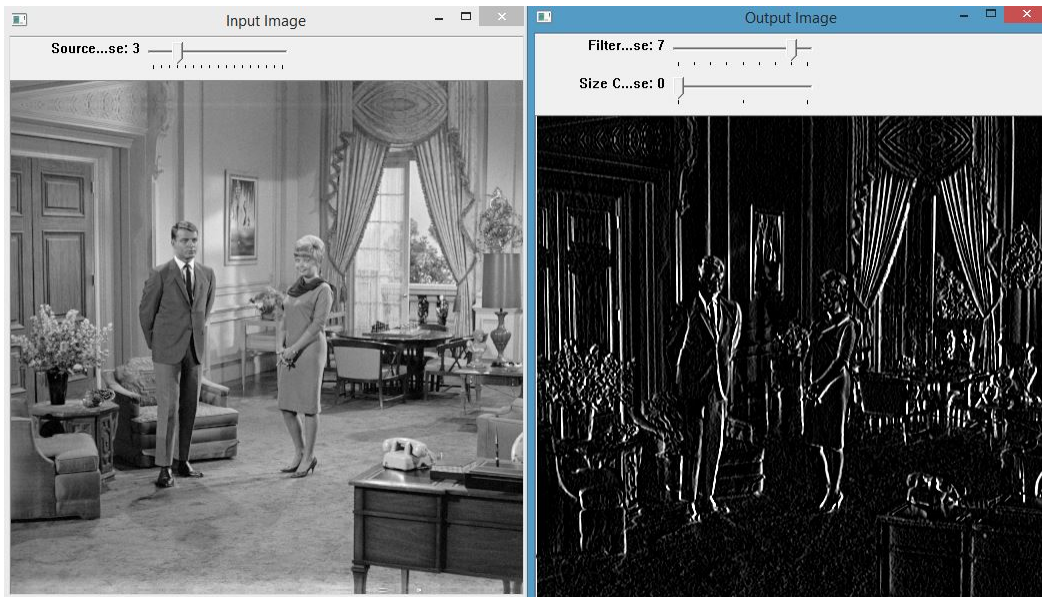 Input Image
Source...se: 3
Output Image
Filter...se: 7
Size C...se: 0